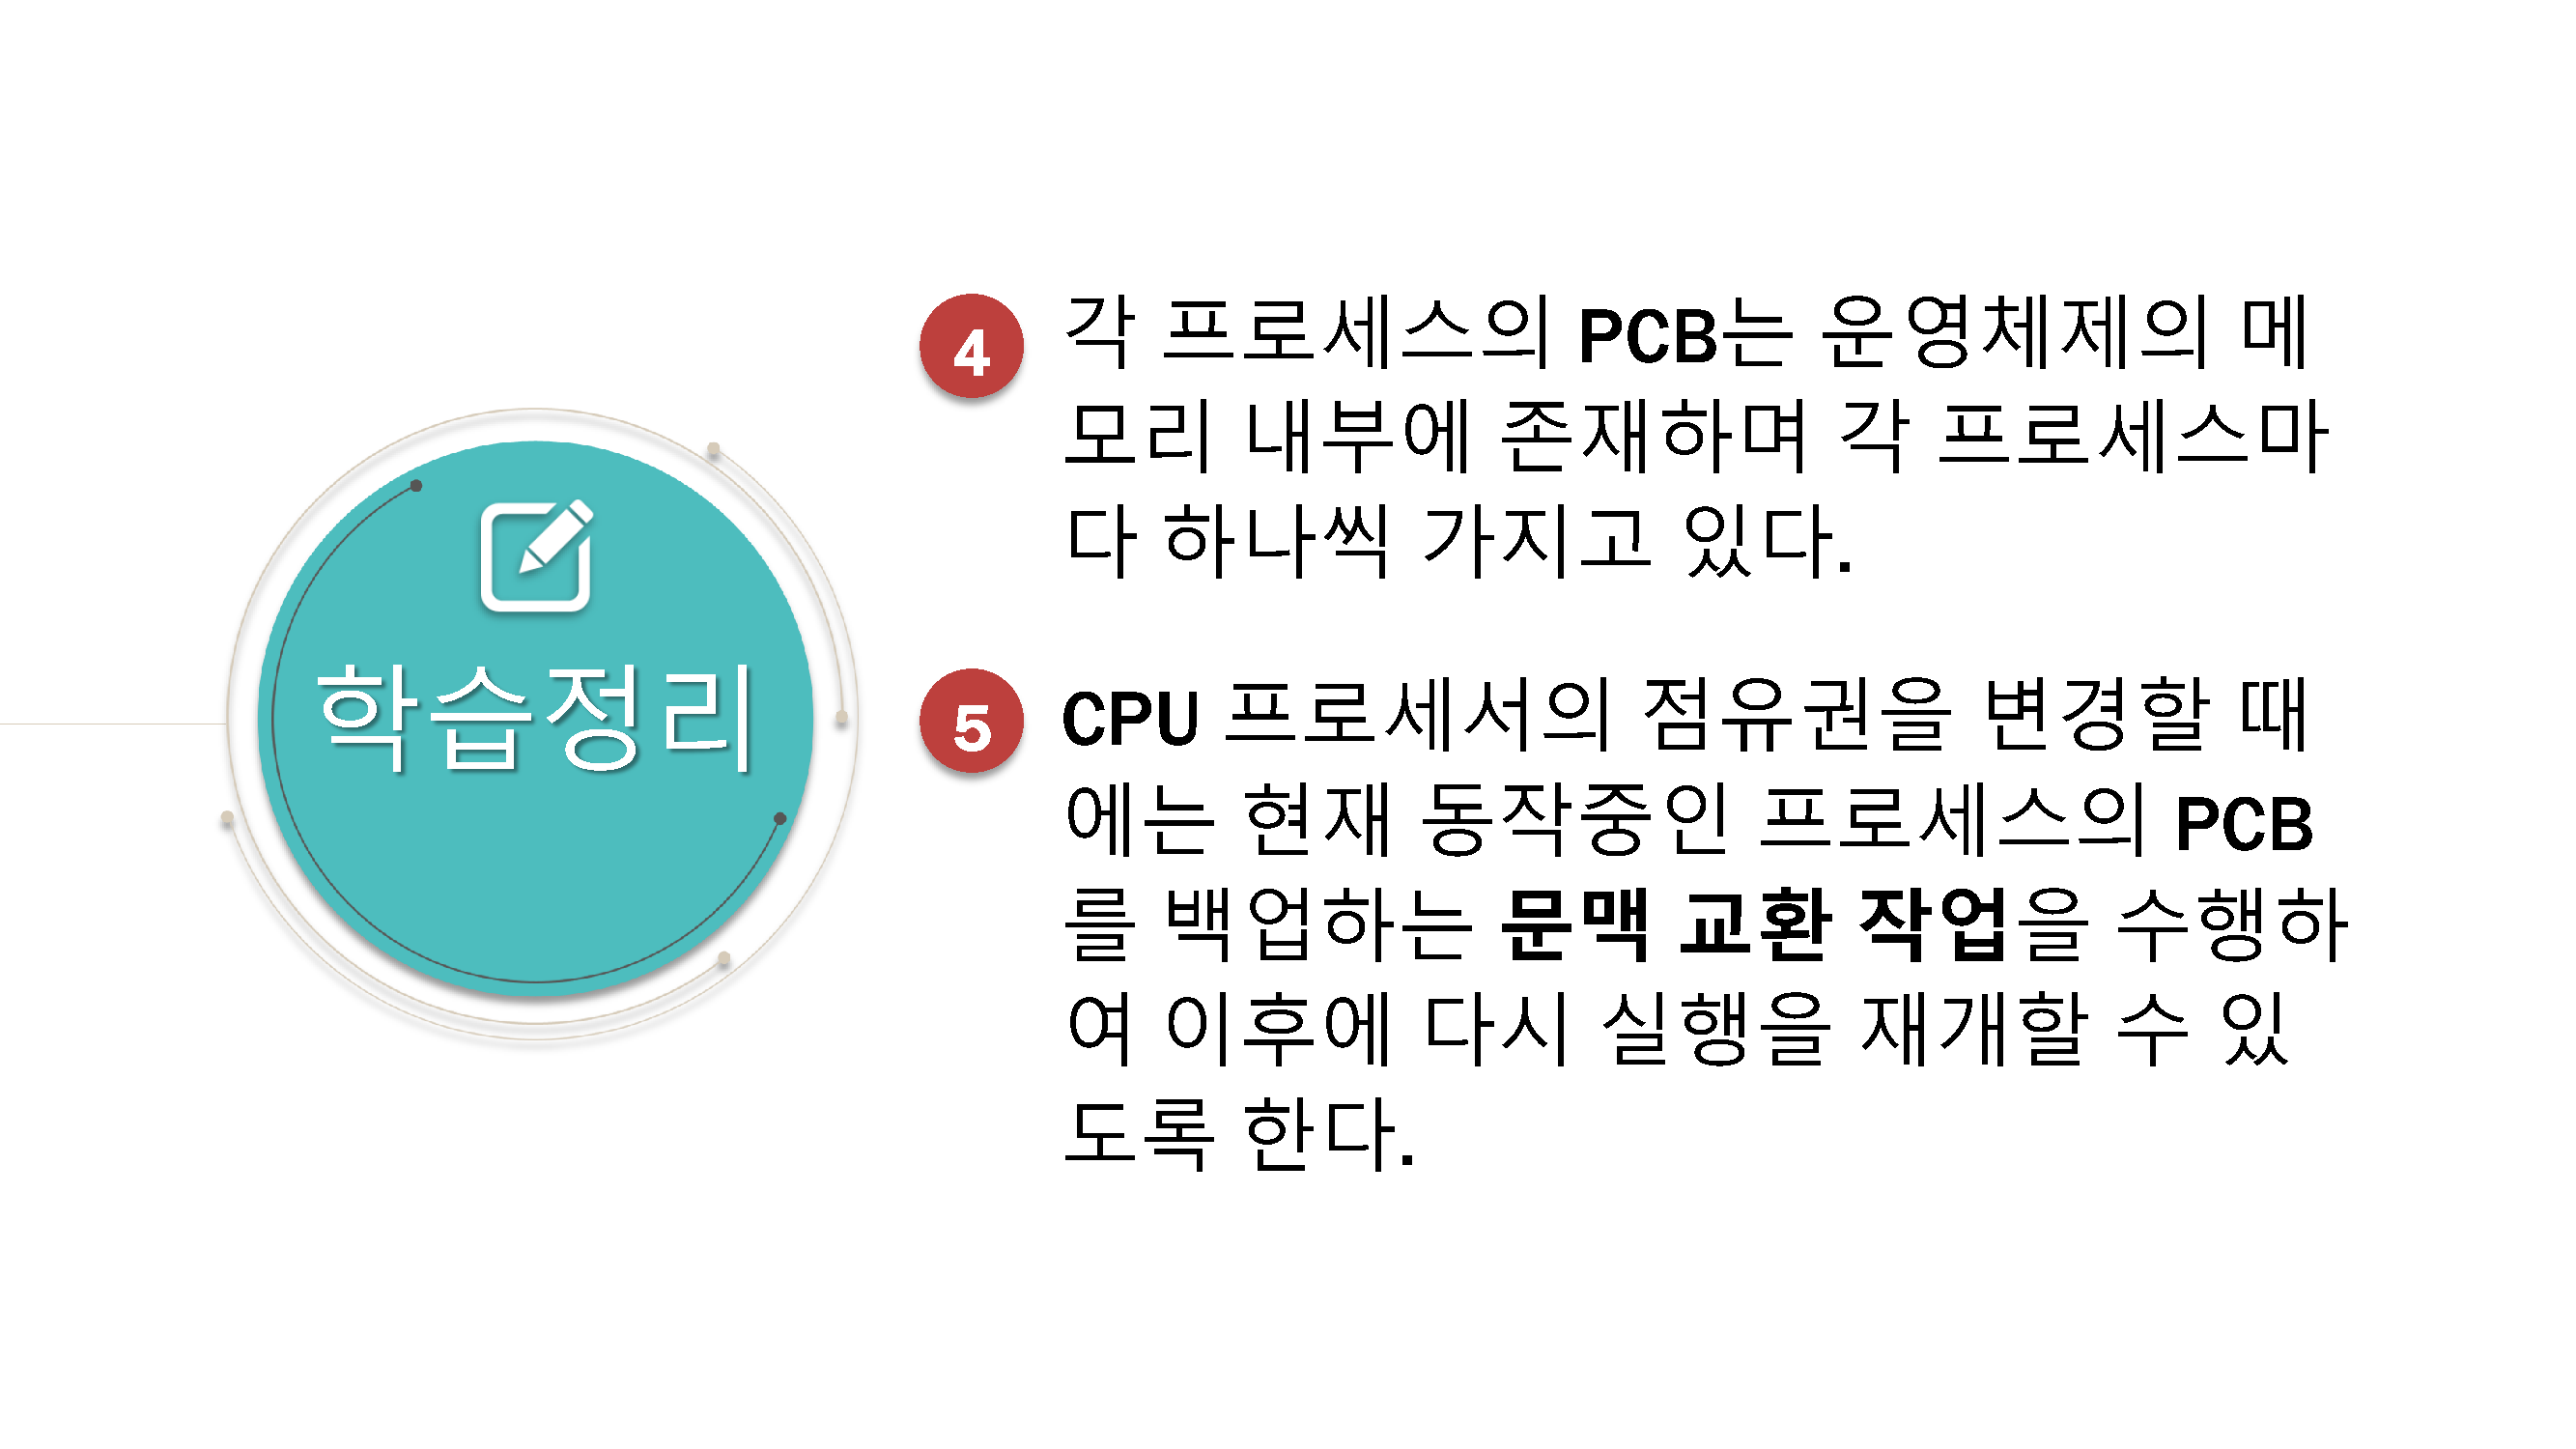 학습정리
4
각 프로세스의 PCB는 운영체제의 메
모리 내부에 존재하며 각 프로세스마
다 하나씩 가지고 있다.
5
CPU 프로세서의 점유권을 변경할 때
에는 현재 동작중인 프로세스의 PCB
를 백업하는 문맥 교환 작업을 수행하
여 이후에 다시 실행을 재개할 수 있
도록 한다.